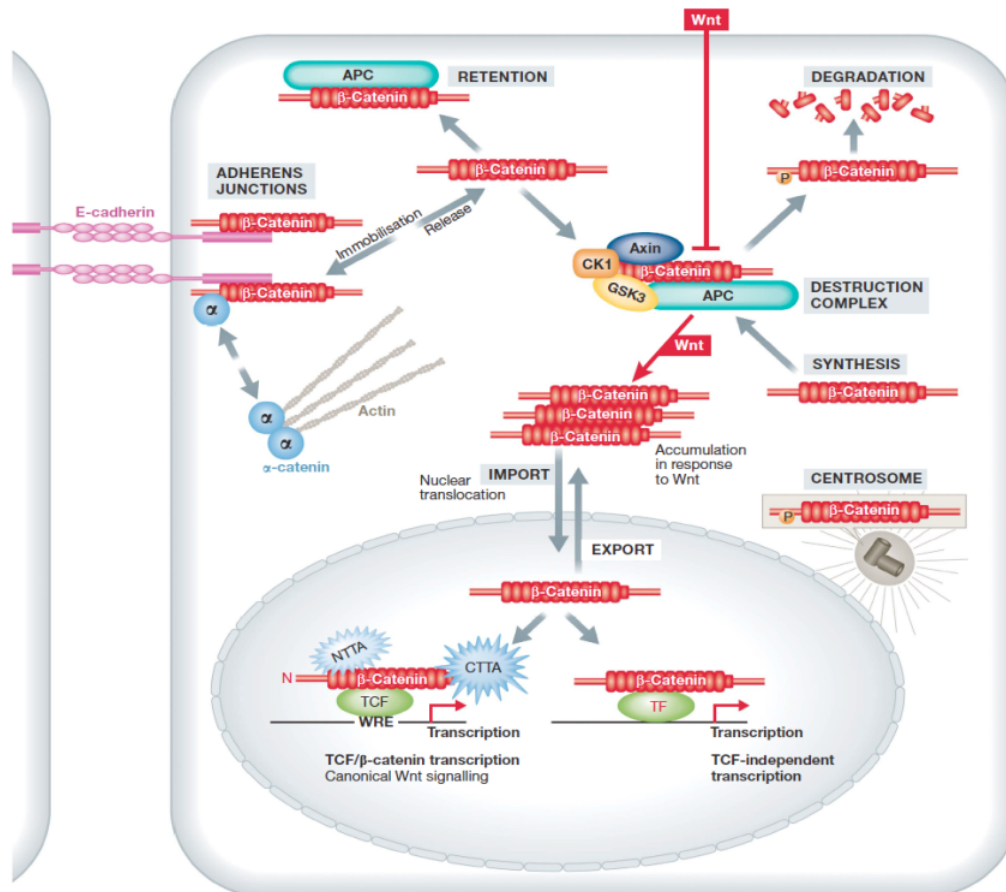 Wnt
APC
β-Catenin
RETENTION
DEGRADATION
β-Catenin
P
β-Catenin
ADHERENS
JUNCTIONS
E-cadherin
β-Catenin
Immobilisation
Release
β-Catenin
α
Axin
CK1
β-Catenin
GSK3
APC
DESTRUCTION
COMPLEX
Wnt
SYNTHESIS
β-Catenin
Actin
α
α
α-catenin
β-Catenin
β-Catenin
β-Catenin
Accumulation
in response
to Wnt
IMPORT
Nuclear
translocation
EXPORT
CENTROSOME
P
β-Catenin
β-Catenin
NTTA
N
β-Catenin
CTTA
TCF
WRE
Transcription
TCF/β-catenin transcription
Canonical Wnt signalling
β-Catenin
TF
Transcription
TCF-independent
transcription